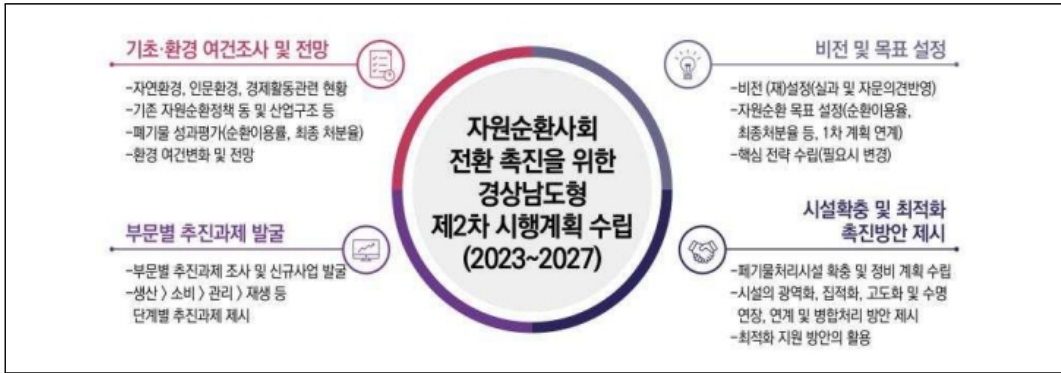 기초·환경 여건조사 및 전망
-자연환경, 인문환경, 경제활동관련 현황
-기존 자원순환정책 동 및 산업구조 등
-폐기물 성과평가(순환이용률, 최종 처분율)
-환경 여건변화 및 전망
비전 및 목표 설정
-비전 (재)설정(실과 및 자문의견반영)
-자원순환 목표 설정(순환이용율,
최종처분율 등, 1차 계획 연계)
-핵심 전략 수립(필요시 변경)
자원순환사회
전환 촉진을 위한
경상남도형
제2차 시행계획 수립
(2023~2027)
부문별 추진과제 발굴
-부문별 추진과제 조사 및 신규사업 발굴
-생산 > 소비 > 관리 > 재생 등
단계별 추진과제 제시
시설확충 및 최적화
촉진방안 제시
-폐기물처리시설 확충 및 정비 계획 수립
-시설의 광역화, 집적화, 고도화 및 수명
연장, 연계 및 병합처리 방안 제시
-최적화 지원 방안의 활용